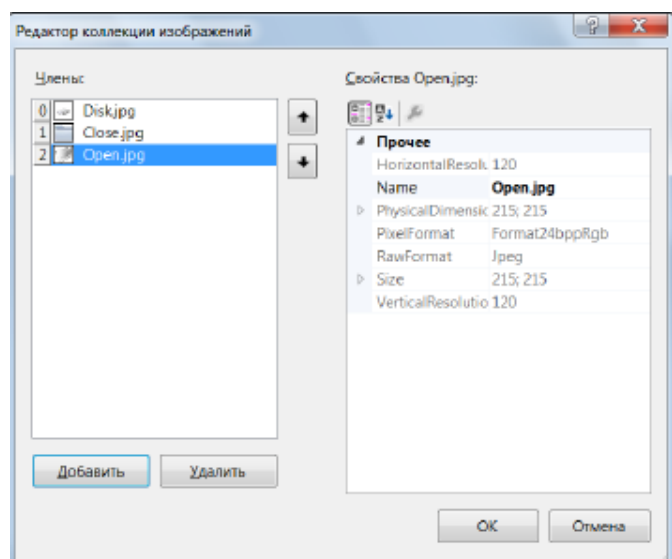 Редактор коллекции изображений
Члены:
0 Disk.jpg
1 Close.jpg
2 Open.jpg
Добавить
Удалить
Свойства Open.jpg:
Прочее
HorizontalResolu 120
Name Open.jpg
PhysicalDimensic 215; 215
PixelFormat Format24bppRgb
RawFormat Jpeg
Size 215; 215
VerticalResolutio 120
OK
Отмена